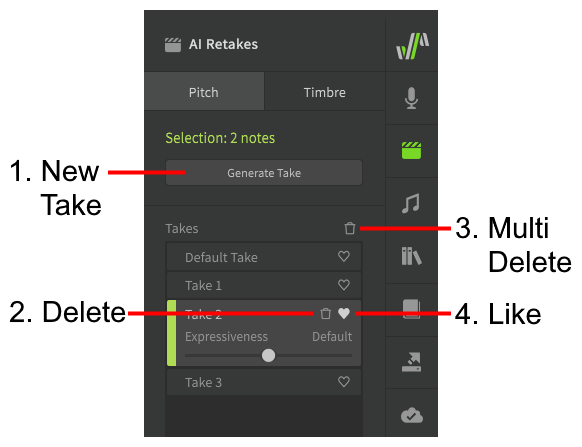 AI Retakes
Pitch
Timbre
Selection: 2 notes
1. New
Take
Generate Take
Takes
3. Multi
Delete
Default Take
Take 1
2. Delete
Take 2
4. Like
Expressiveness
Default
Take 3